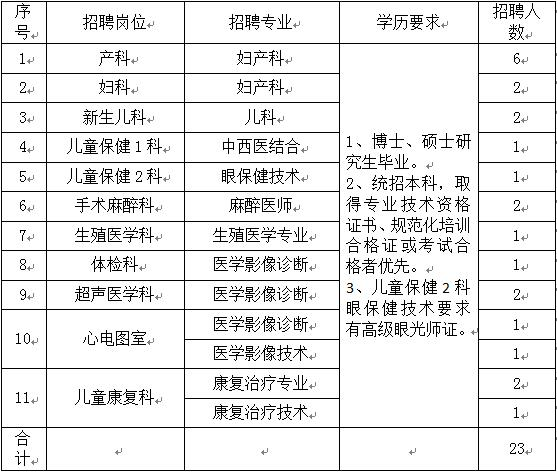 序号 招聘岗位 招聘专业 学历要求 招聘人数
1 产科 妇产科 6
2 妇科 妇产科 2
3 新生儿科 儿科 2
4 儿童保健1科 中西医结合 1
5 儿童保健2科 眼保健技术 1
6 手术麻醉科 麻醉医师 2
7 生殖医学科 生殖医学专业 1
8 体检科 医学影像诊断 1
9 超声医学科 医学影像诊断 2
10 心电图室 医学影像诊断 1
医学影像技术 1
11 儿童康复科 康复治疗专业 2
康复治疗技术 1
1、博士、硕士研
究生毕业。
2、统招本科，取
得专业技术资格
证书、规范化培训
合格证或考试合
格者优先。
3、儿童保健2科
眼保健技术要求
有高级眼光师证。
合计 23